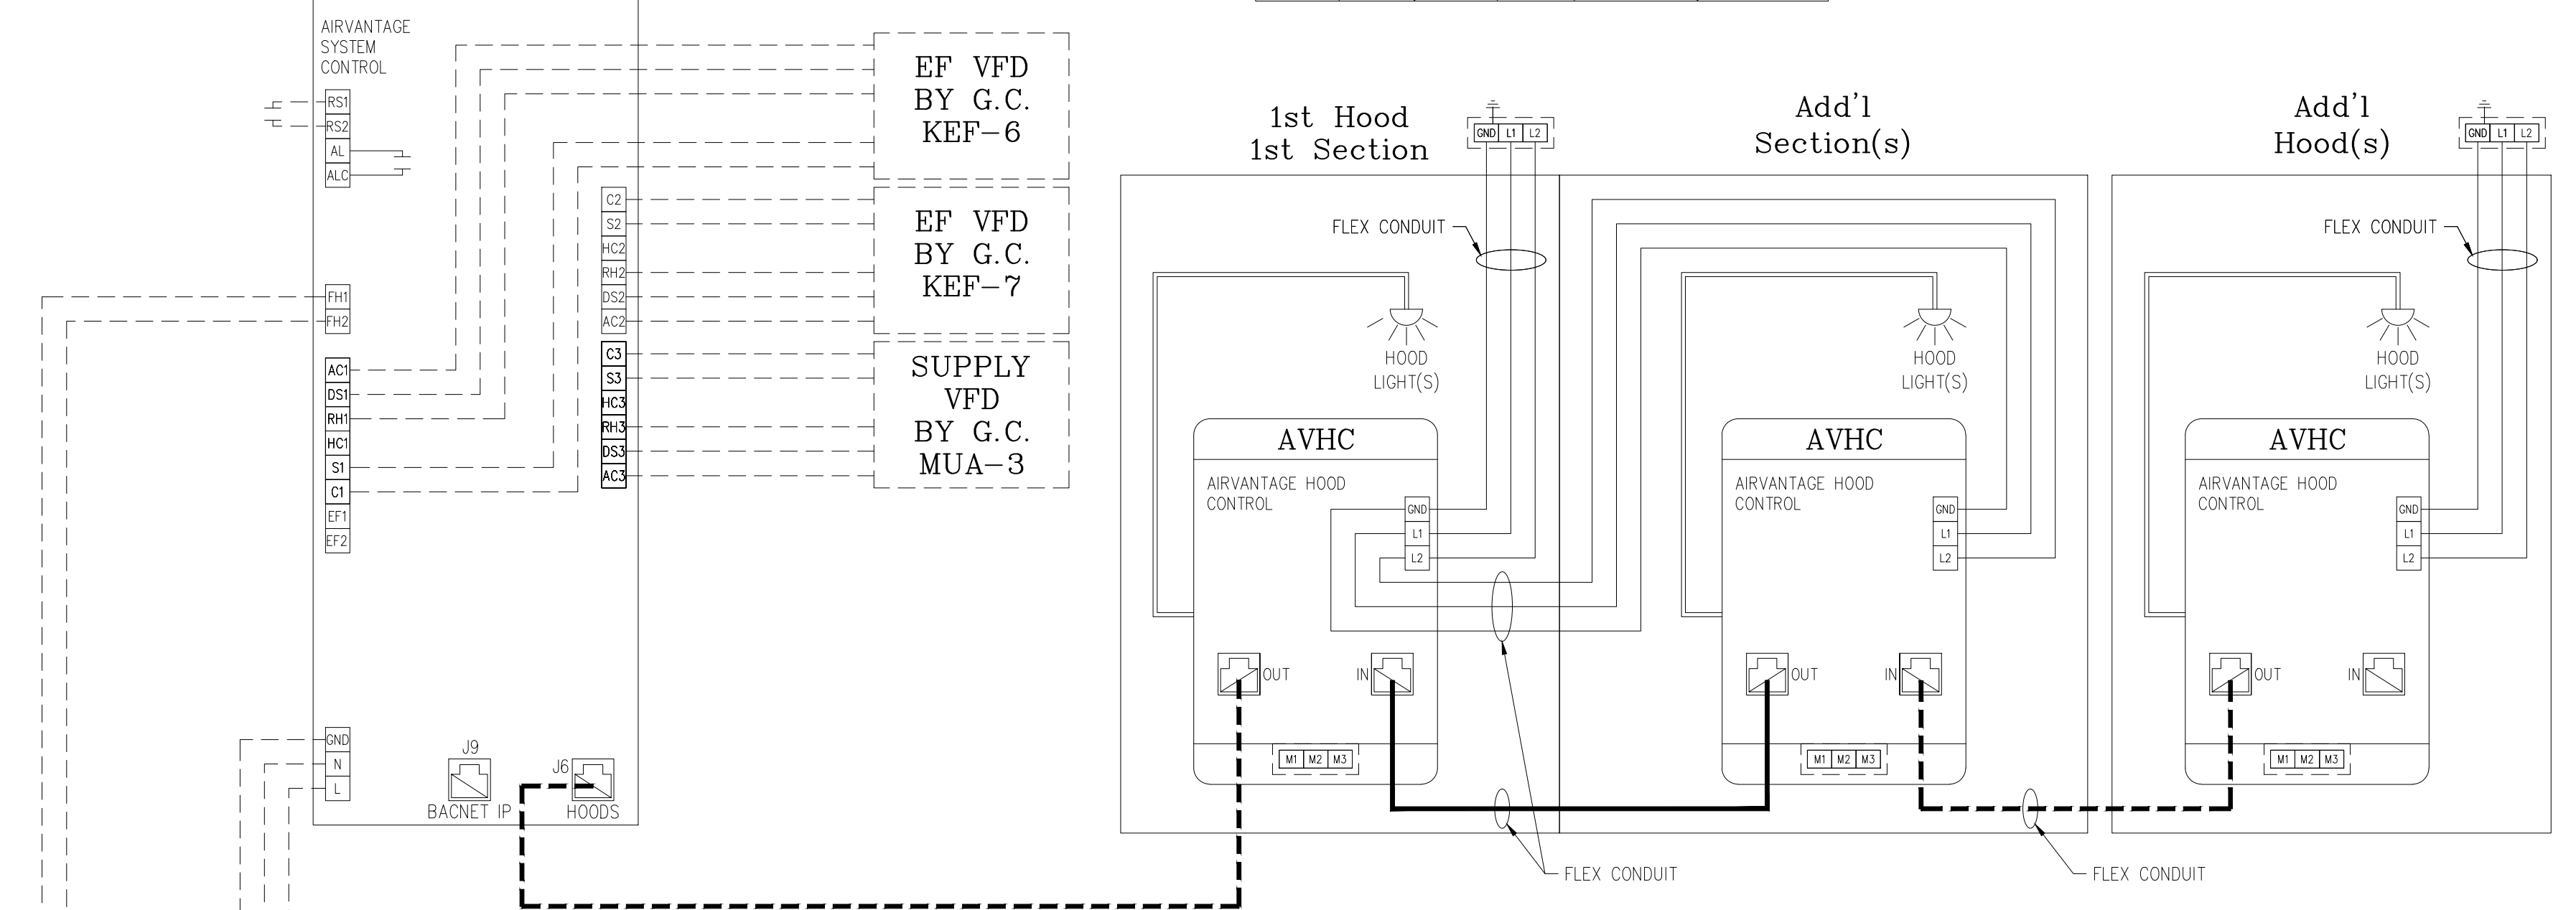 AIRVANTAGE
SYSTEM
CONTROL
RS1
RS2
AL
ALC
FH1
FH2
AC1
DS1
RH1
HC1
S1
C1
EF1
EF2
GND
N
L
J9
BACNET IP
J6
HOODS
C2
S2
HC2
RH2
DS2
AC2
C3
S3
HC3
RH3
DS3
AC3
EF VFD
BY G.C.
KEF-6
EF VFD
BY G.C.
KEF-7
SUPPLY
VFD
BY G.C.
MUA-3
1st Hood
1st Section
GND L1 L2
FLEX CONDUIT
HOOD
LIGHT(S)
AVHC
AIRVANTAGE HOOD
CONTROL
GND
L1
L2
OUT
IN
M1 M2 M3
FLEX CONDUIT
Add'l
Section(s)
HOOD
LIGHT(S)
AVHC
AIRVANTAGE HOOD
CONTROL
GND
L1
L2
OUT
IN
M1 M2 M3
FLEX CONDUIT
Add'l
Hood(s)
GND L1 L2
FLEX CONDUIT
HOOD
LIGHT(S)
AVHC
AIRVANTAGE HOOD
CONTROL
GND
L1
L2
OUT
IN
M1 M2 M3